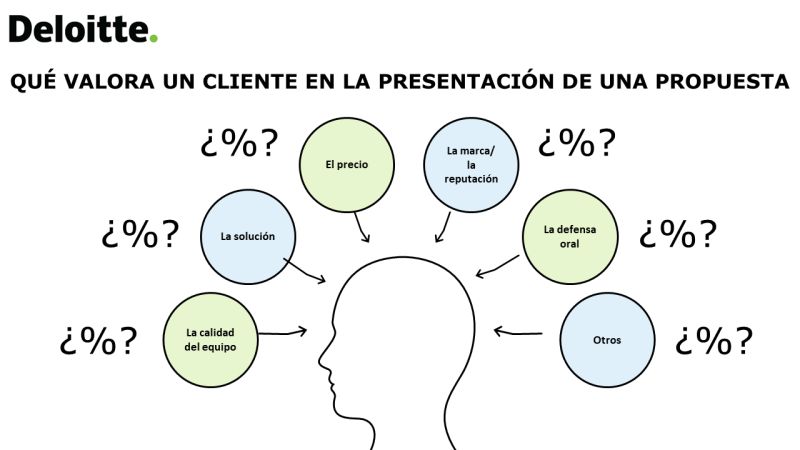 Deloitte.
QUÉ VALORA UN CLIENTE EN LA PRESENTACIÓN DE UNA PROPUESTA
¿%?
El precio
La marca/
la
reputación
¿%?
¿%?
La solución
La defensa
oral
¿%?
¿%?
La calidad
del equipo
Otros
¿%?